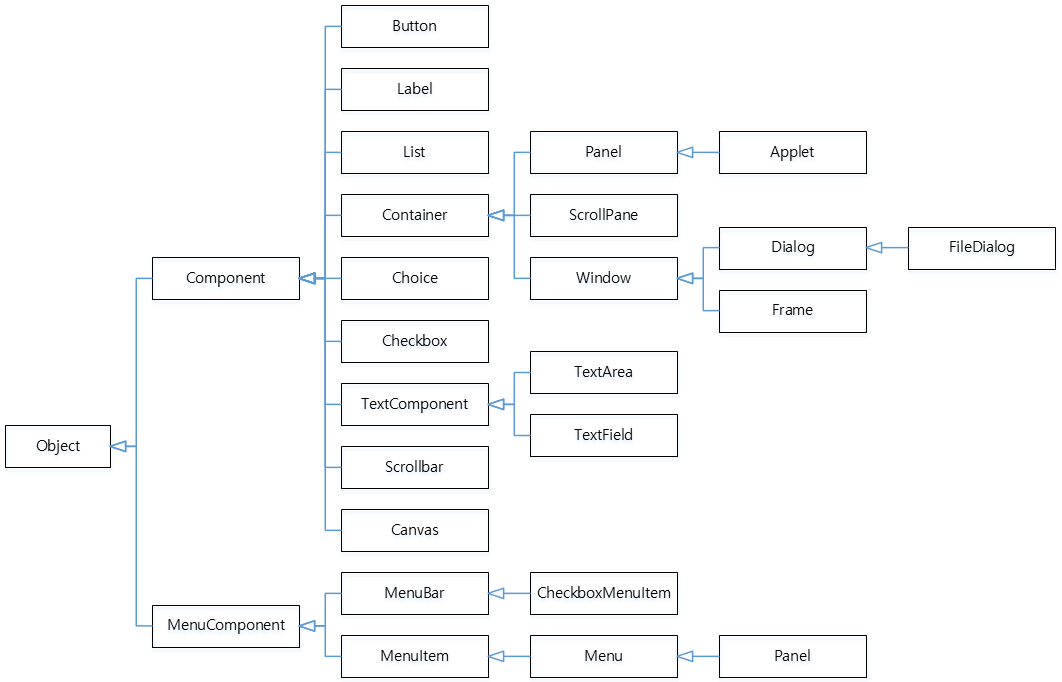 Button
Label
List
Panel
Applet
Container
ScrollPane
Dialog
FileDialog
Component
Choice
Window
Frame
Checkbox
TextArea
TextComponent
TextField
Object
Scrollbar
Canvas
MenuBar
CheckboxMenuItem
MenuComponent
MenuItem
Menu
Panel